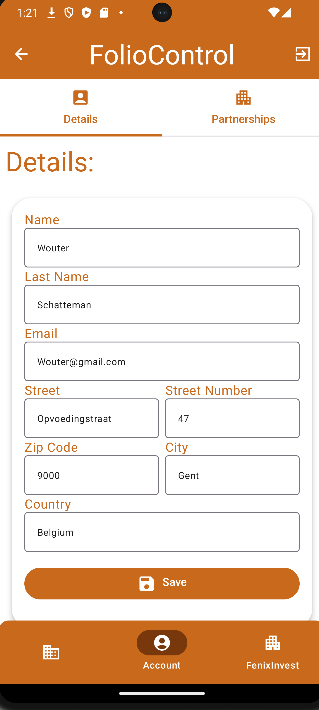 1:21
FolioControl
Details Partnerships
Details:
Name
Wouter
Last Name
Schatteman
Email
Wouter@gmail.com
Street Street Number
Opvoedingstraat 47
Zip Code City
9000 Gent
Country
Belgium
Save
Account FenixInvest